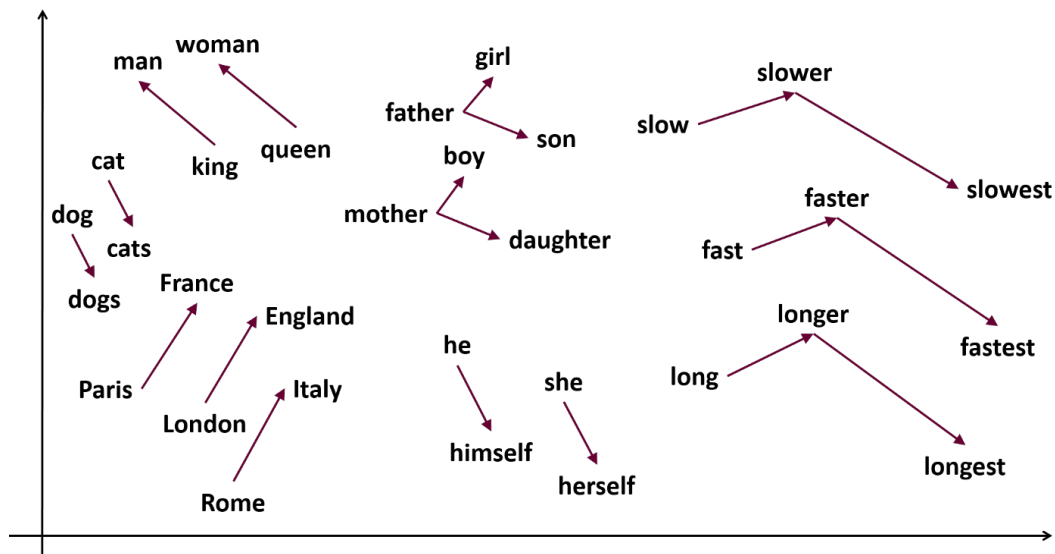 man
woman
king
queen
cat
cats
dog
dogs
France
Paris
England
London
Italy
Rome
girl
father
son
boy
mother
daughter
he
himself
she
herself
slower
slow
slowest
faster
fast
fastest
longer
long
longest